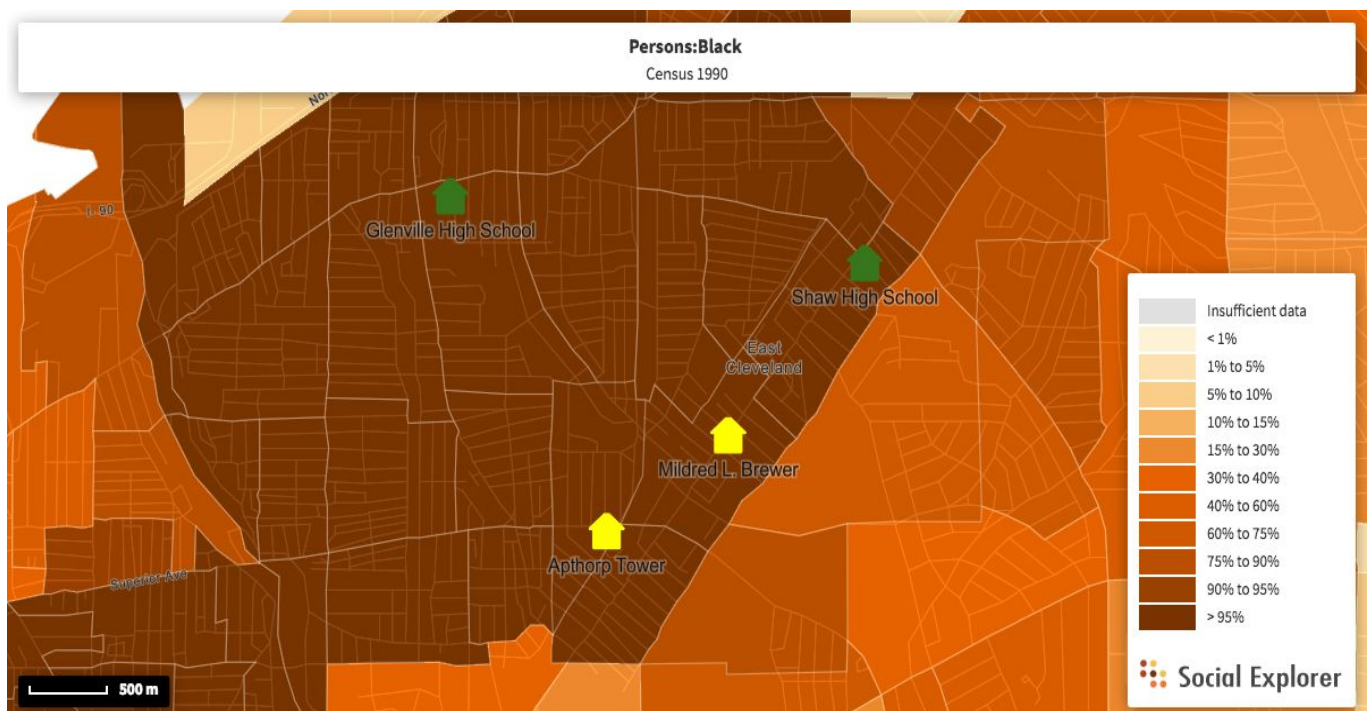 Persons:Black
Census 1990
Nor
I- 90
Glenville High School
Shaw High School
East
Cleveland
Mildred L. Brewer
Apthorp Tower
Superior Ave
500 m
Insufficient data
< 1%
1% to 5%
5% to 10%
10% to 15%
15% to 30%
30% to 40%
40% to 60%
60% to 75%
75% to 90%
90% to 95%
> 95%
Social Explorer